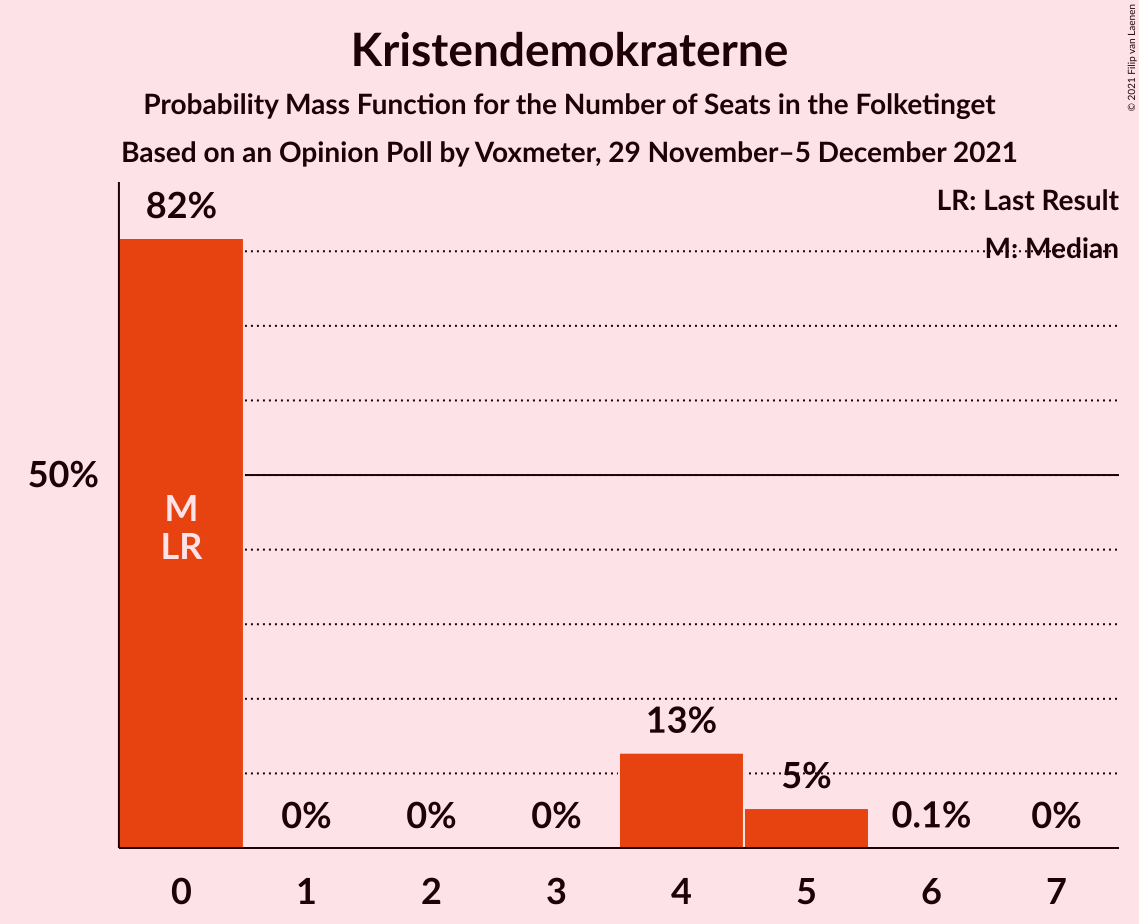 Kristendemokraterne
Probability Mass Function for the Number of Seats in the Folketinget
Based on an Opinion Poll by Voxmeter, 29 November–5 December 2021
© 2021 Filip van Laenen
LR: Last Result
M: Median
82%
50%
M
LR
13%
5%
0% 0% 0% 0.1% 0%
0 1 2 3 4 5 6 7